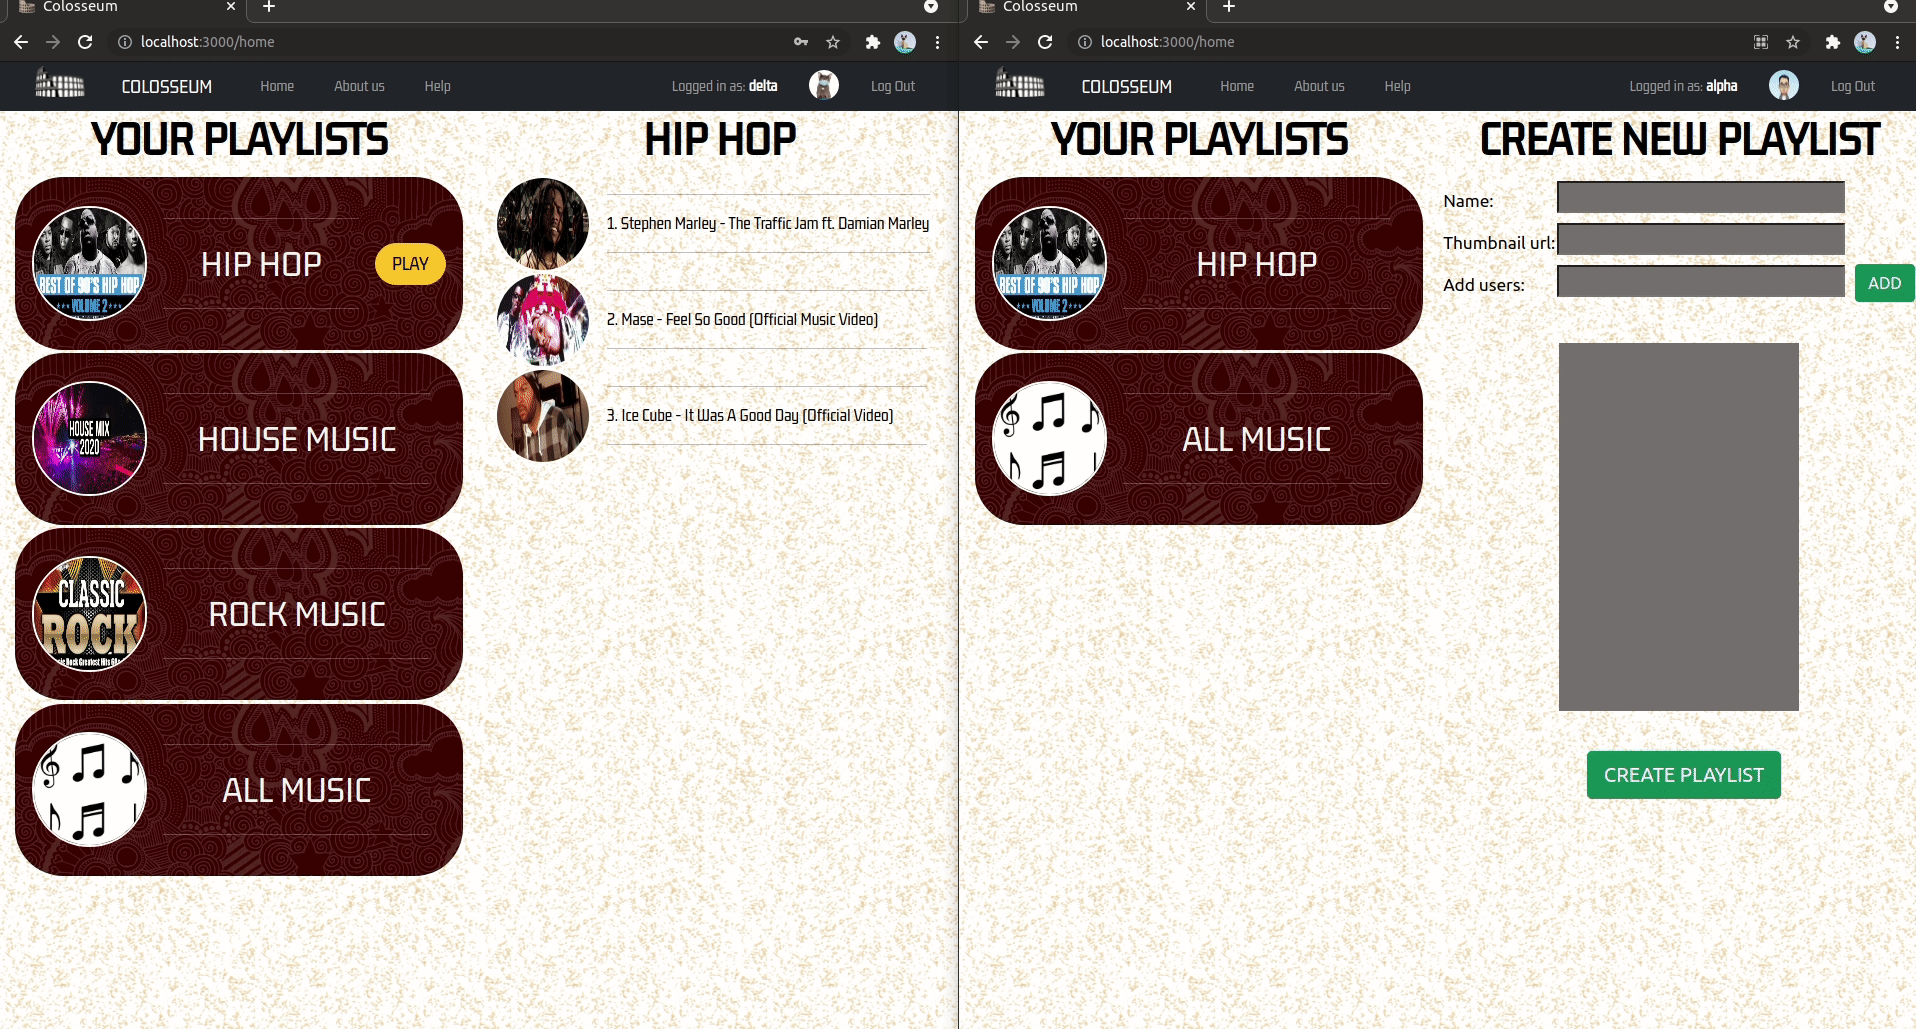 Colosseum
localhost:3000/home
COLOSSEUM Home About us Help Logged in as: delta Log Out
YOUR PLAYLISTS
BEST OF 90'S HIP HOP
VOLUME 2
HIP HOP
PLAY
HOUSE MIX
2020
HOUSE MUSIC
CLASSIC
ROCK
Rock Greatest Hits
ROCK MUSIC
ALL MUSIC
HIP HOP
1. Stephen Marley - The Traffic Jam ft. Damian Marley
2. Mase - Feel So Good (Official Music Video)
3. Ice Cube - It Was A Good Day (Official Video)
Colosseum
localhost:3000/home
COLOSSEUM Home About us Help Logged in as: alpha Log Out
YOUR PLAYLISTS
BEST OF 90'S HIP HOP
VOLUME 2
HIP HOP
ALL MUSIC
CREATE NEW PLAYLIST
Name:
Thumbnail url:
Add users:
ADD
CREATE PLAYLIST